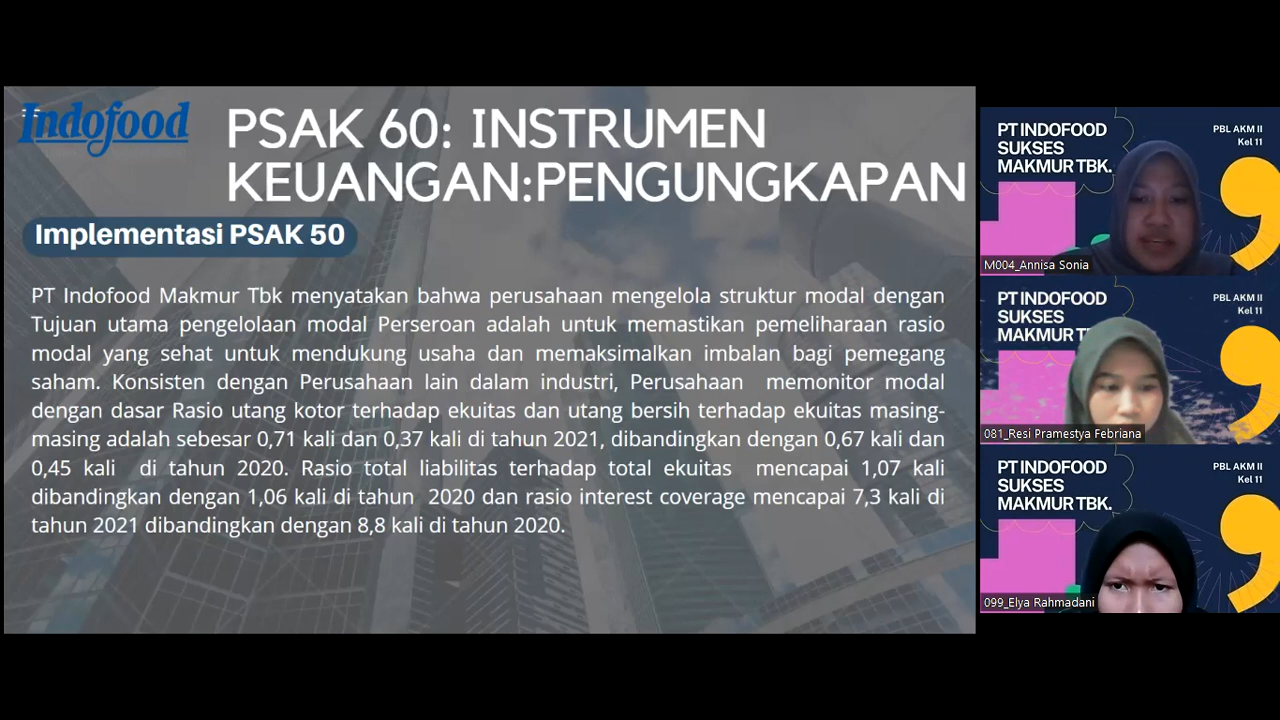 Indofood
PSAK 60: INSTRUMEN
KEUANGAN:PENGUNGKAPAN
Implementasi PSAK 50
PT Indofood Makmur Tbk menyatakan bahwa perusahaan mengelola struktur modal dengan
Tujuan utama pengelolaan modal Perseroan adalah untuk memastikan pemeliharaan rasio
modal yang sehat untuk mendukung usaha dan memaksimalkan imbalan bagi pemegang
saham. Konsisten dengan Perusahaan lain dalam industri, Perusahaan memonitor modal
dengan dasar Rasio utang kotor terhadap ekuitas dan utang bersih terhadap ekuitas masing-
masing adalah sebesar 0,71 kali dan 0,37 kali di tahun 2021, dibandingkan dengan 0,67 kali dan
0,45 kali di tahun 2020. Rasio total liabilitas terhadap total ekuitas mencapai 1,07 kali
dibandingkan dengan 1,06 kali di tahun 2020 dan rasio interest coverage mencapai 7,3 kali di
tahun 2021 dibandingkan dengan 8,8 kali di tahun 2020.
PT INDOFOOD
SUKSES
MAKMUR TBK.
PBL AKM II
Kel 11
M004_Annisa Sonia
PT INDOFOOD
SUKSES
MAKMUR T
PBL AKM II
Kel 11
081_Resi Pramestya Febriana
PT INDOFOOD
SUKSES
MAKMUR TBK.
PBL AKM II
Kel 11
099_Elya Rahmadani